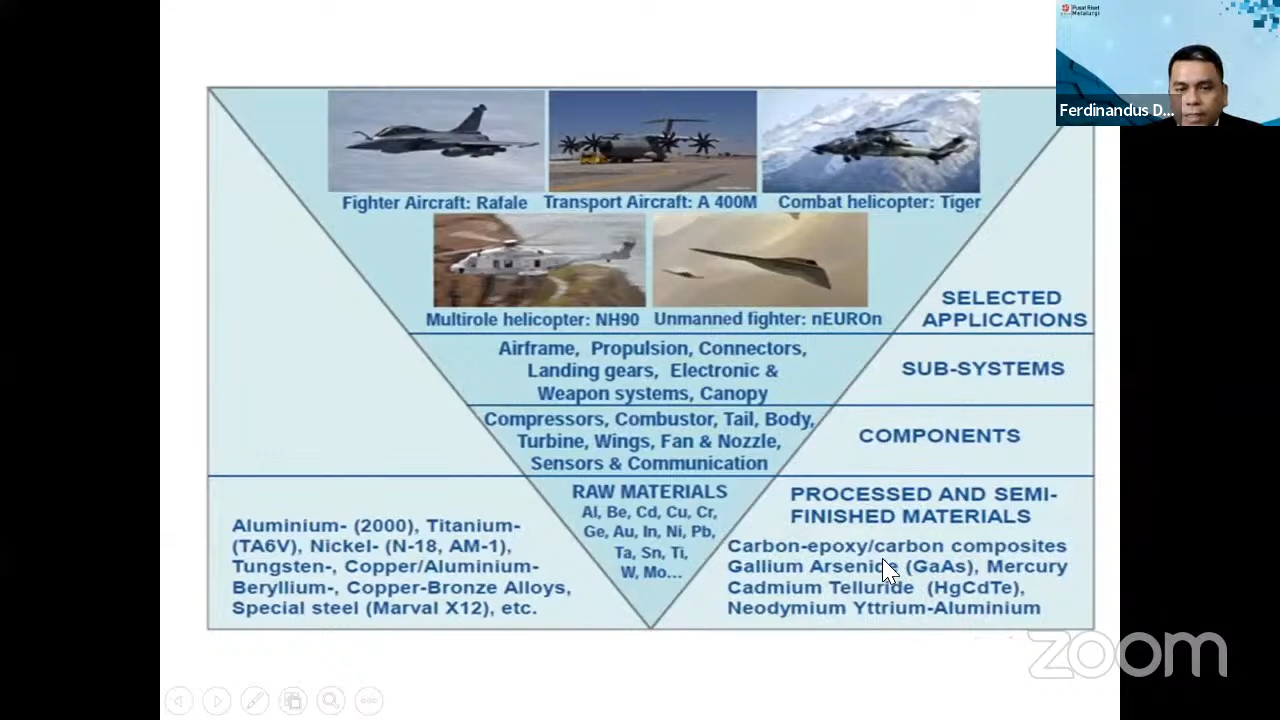 Pusat Riset
Metalurgi
Ferdinandus D...
Fighter Aircraft: Rafale
Transport Aircraft: A 400M
Combat helicopter: Tiger
Multirole helicopter: NH90
Unmanned fighter: nEUROn
SELECTED
APPLICATIONS
Airframe, Propulsion, Connectors,
Landing gears, Electronic &
Weapon systems, Canopy
SUB-SYSTEMS
Compressors, Combustor, Tail, Body,
Turbine, Wings, Fan & Nozzle,
Sensors & Communication
COMPONENTS
RAW MATERIALS
Al, Be, Cd, Cu, Cr,
Ge, Au, In, Ni, Pb,
Ta, Sn, Ti,
W, Mo...
PROCESSED AND SEMI-
FINISHED MATERIALS
Aluminium- (2000), Titanium-
(TA6V), Nickel- (N-18, AM-1),
Tungsten-, Copper/Aluminium-
Beryllium-, Copper-Bronze Alloys,
Special steel (Marval X12), etc.
Carbon-epoxy/carbon composites
Gallium Arsenide (GaAs), Mercury
Cadmium Telluride (HgCdTe),
Neodymium Yttrium-Aluminium
zoom